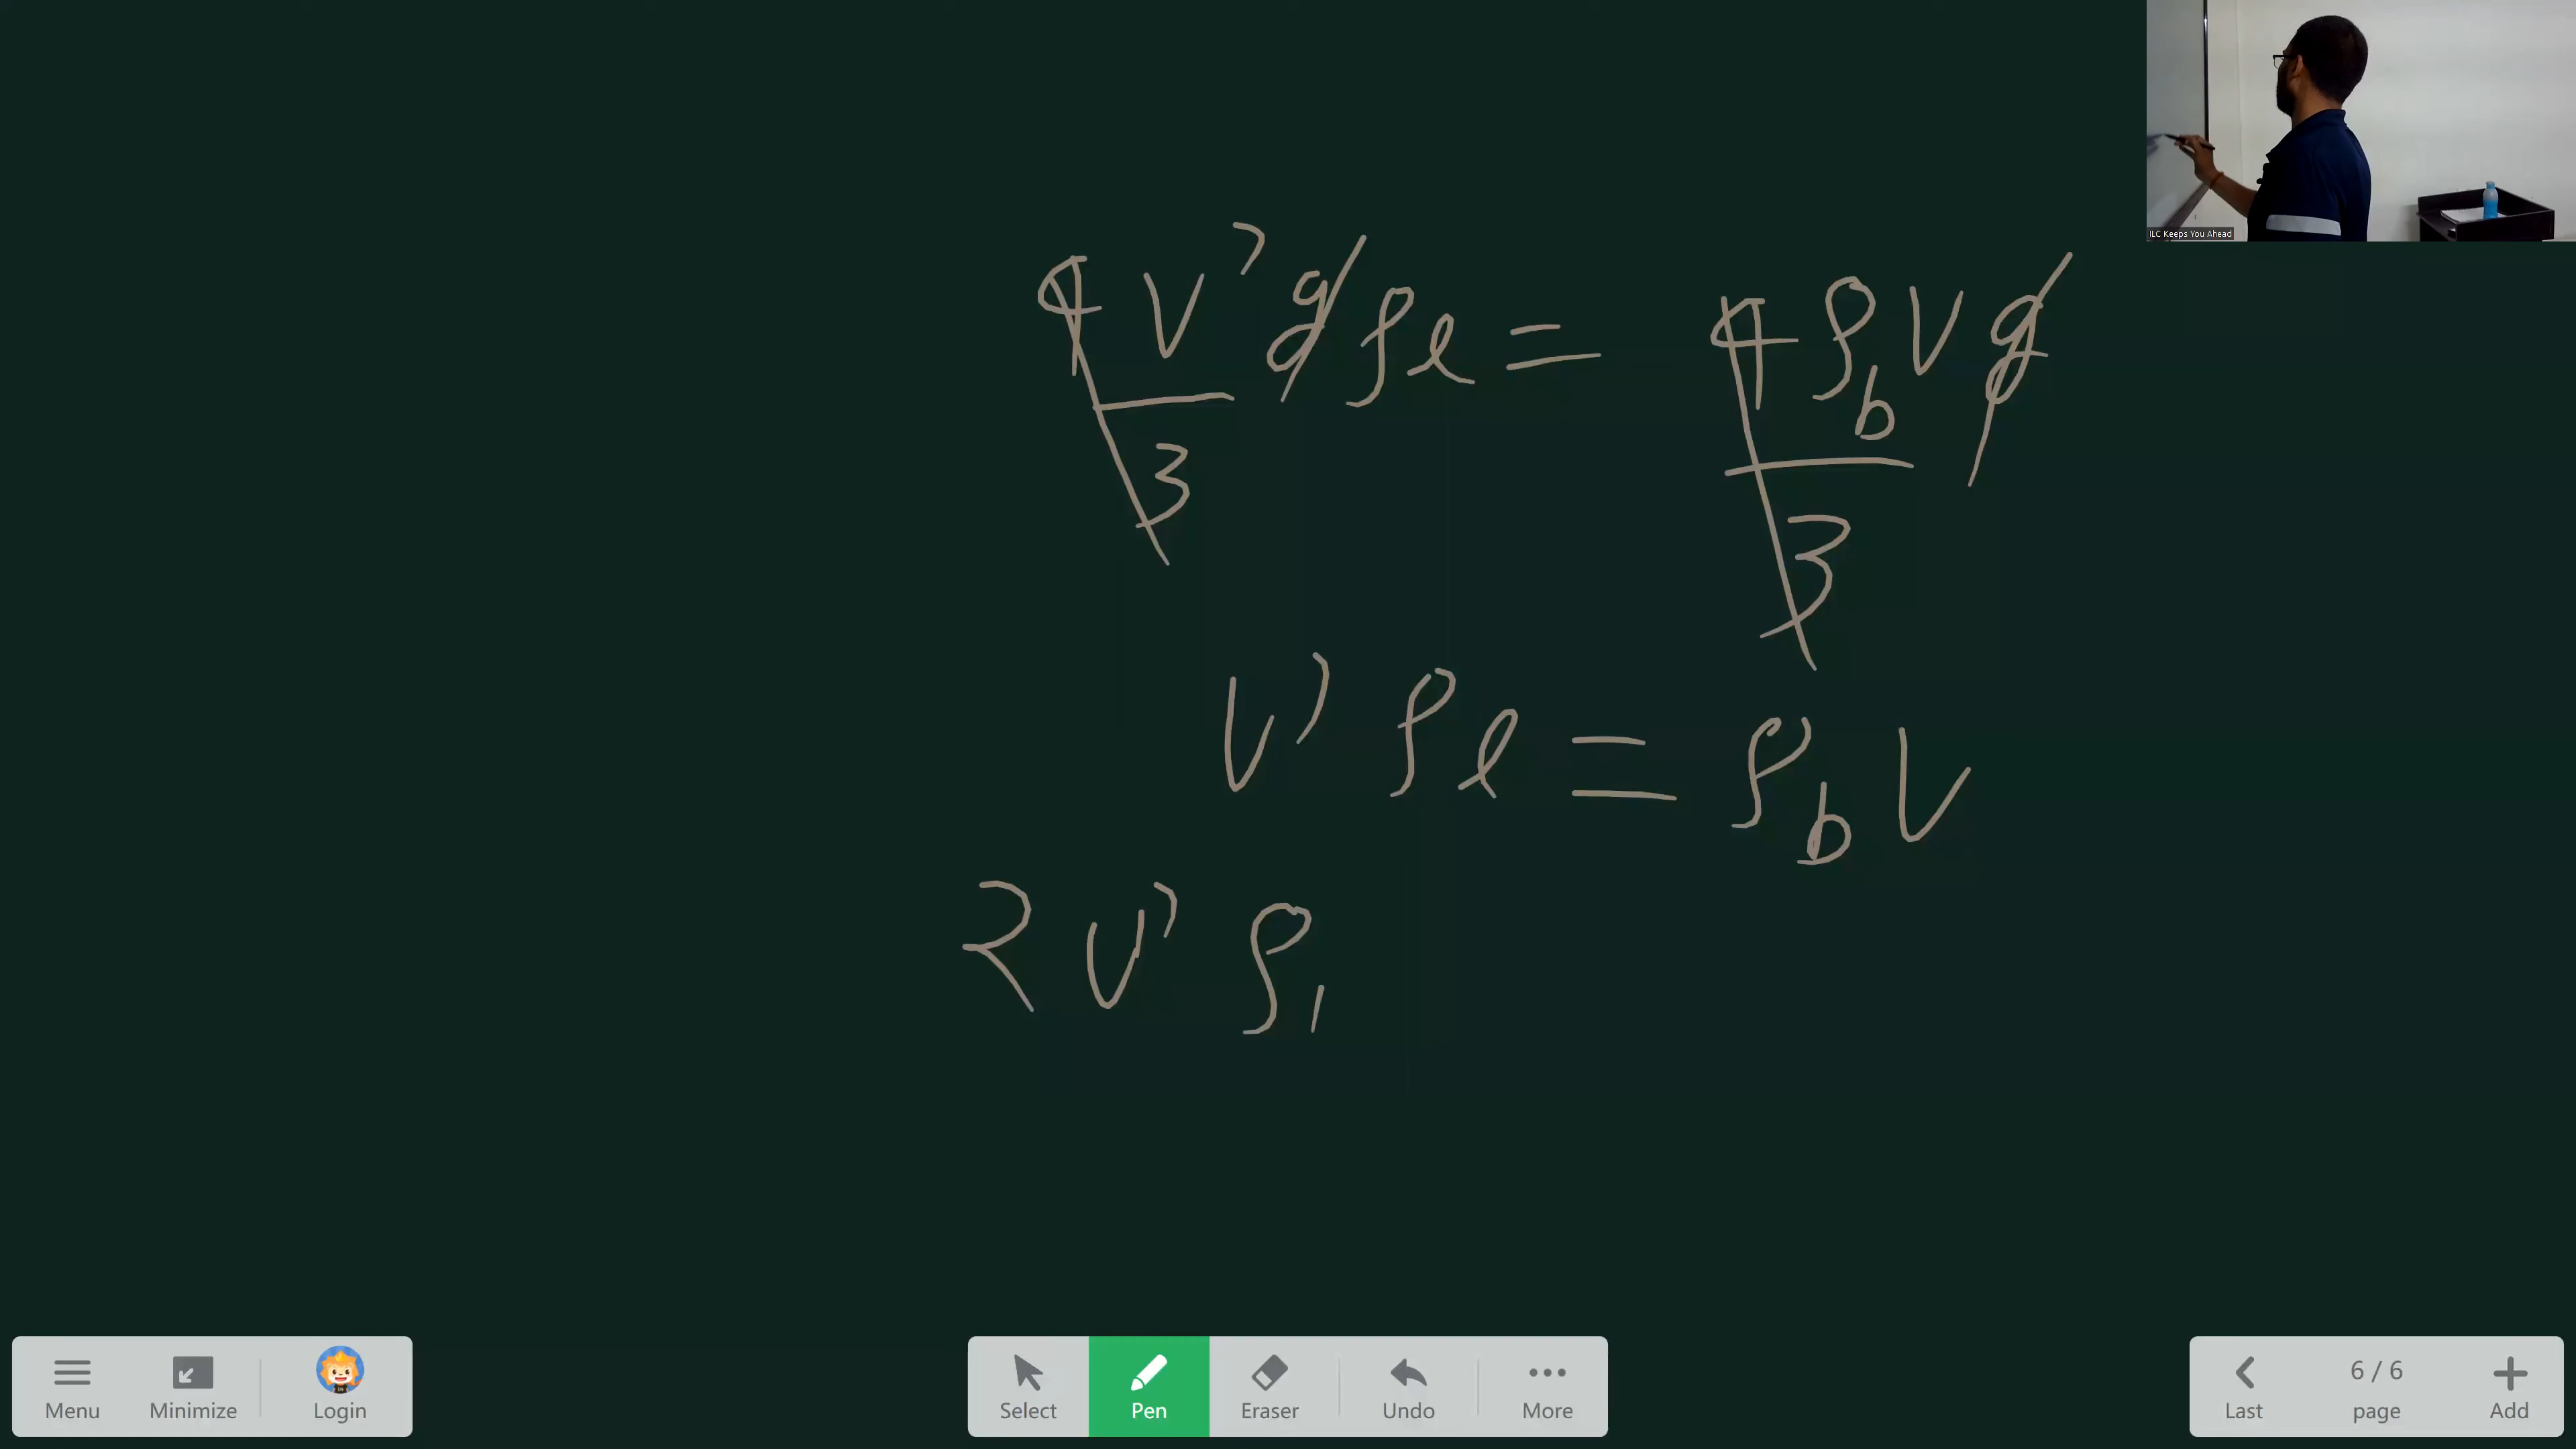 ILC Keeps You Ahead
4 V' g ρℓ = 4 ρb V g
3 3
V' ρℓ = ρb V
२ V' ρ1
Menu Minimize Login
Select Pen Eraser Undo More
6 / 6
Last page Add